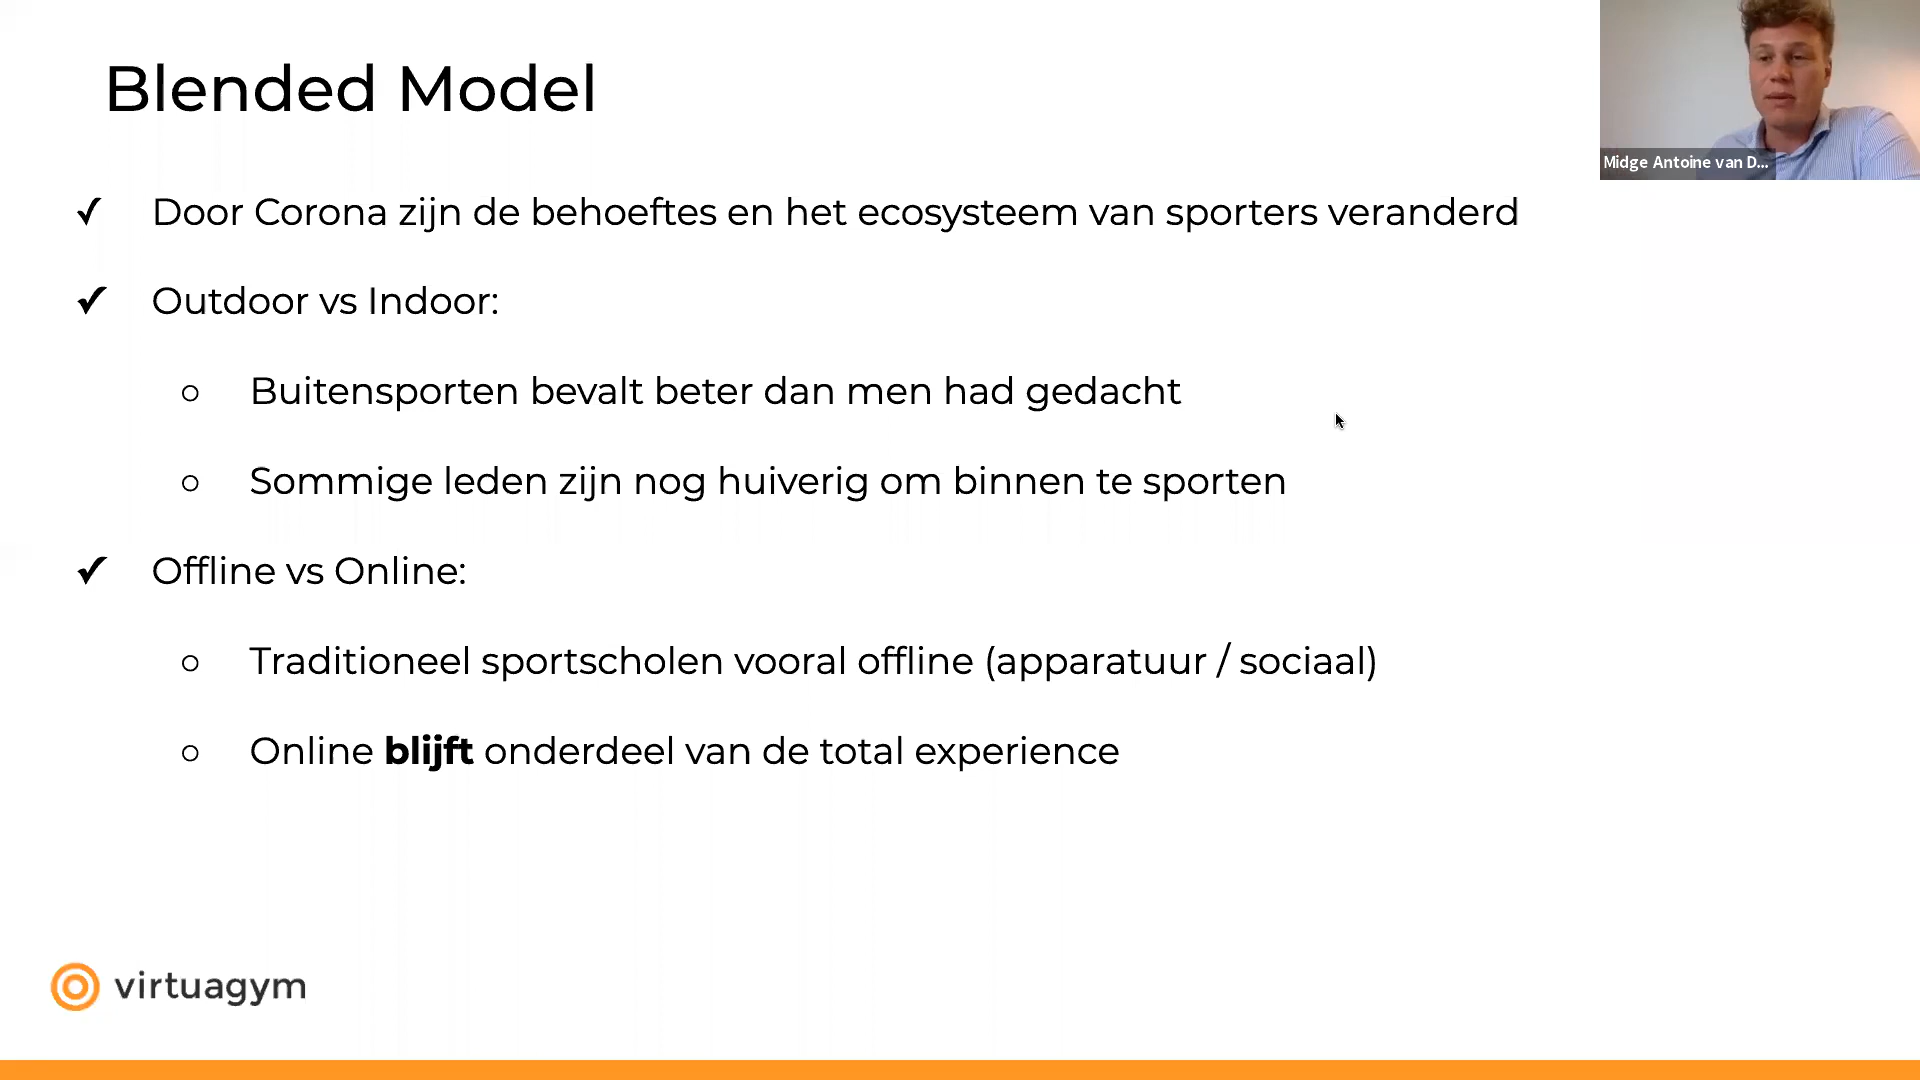 Blended Model
Midge Antoine van D...
✓ Door Corona zijn de behoeftes en het ecosysteem van sporters veranderd
✓ Outdoor vs Indoor:
○ Buitensporten bevalt beter dan men had gedacht
○ Sommige leden zijn nog huiverig om binnen te sporten
✓ Offline vs Online:
○ Traditioneel sportscholen vooral offline (apparatuur / sociaal)
○ Online blijft onderdeel van de total experience
virtuagym